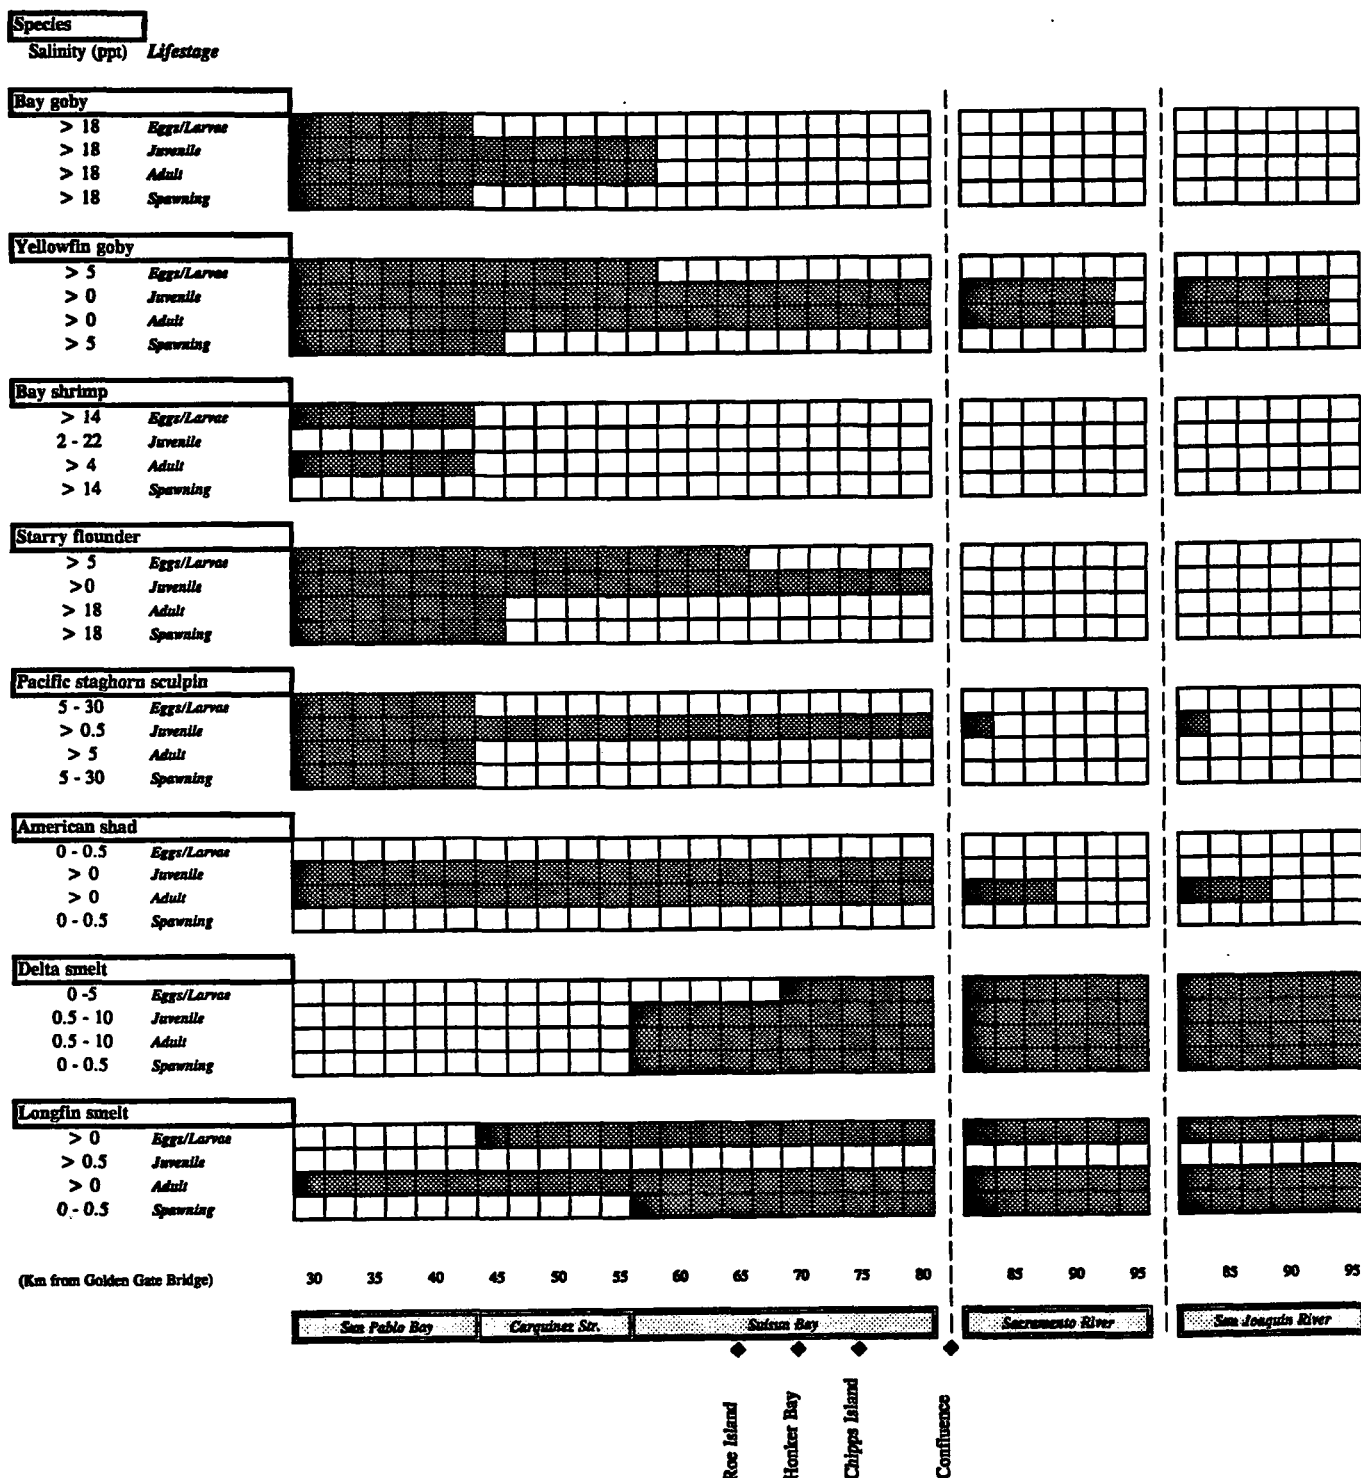 Species
Salinity (ppt) Lifestage
Bay goby
> 18 Eggs/Larvae
> 18 Juvenile
> 18 Adult
> 18 Spawning
Yellowfin goby
> 5 Eggs/Larvae
> 0 Juvenile
> 0 Adult
> 5 Spawning
Bay shrimp
> 14 Eggs/Larvae
2 - 22 Juvenile
> 4 Adult
> 14 Spawning
Starry flounder
> 5 Eggs/Larvae
>0 Juvenile
> 18 Adult
> 18 Spawning
Pacific staghorn sculpin
5 - 30 Eggs/Larvae
> 0.5 Juvenile
> 5 Adult
5 - 30 Spawning
American shad
0 - 0.5 Eggs/Larvae
> 0 Juvenile
> 0 Adult
0 - 0.5 Spawning
Delta smelt
0 -5 Eggs/Larvae
0.5 - 10 Juvenile
0.5 - 10 Adult
0 - 0.5 Spawning
Longfin smelt
> 0 Eggs/Larvae
> 0.5 Juvenile
> 0 Adult
0 - 0.5 Spawning
(Km from Golden Gate Bridge) 30 35 40 45 50 55 60 65 70 75 80 85 90 95 85 90 95
San Pablo Bay Carquinez Str. Suisun Bay Sacramento River San Joaquin River
Roe Island
Honker Bay
Chipps Island
Confluence